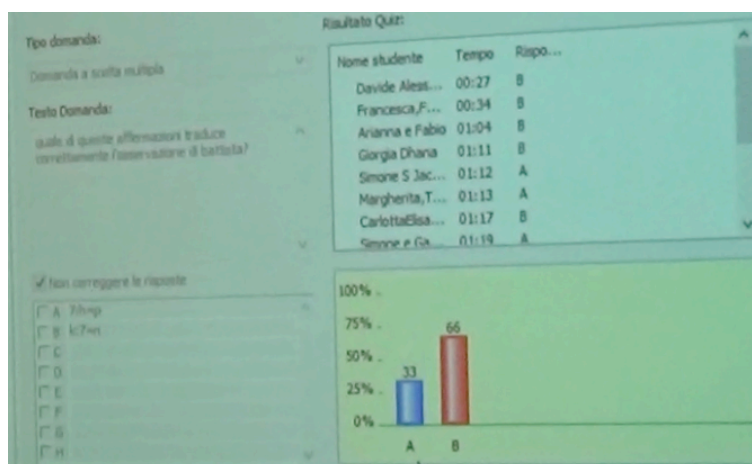 Tipo domanda:
Domanda a scelta multipla
Testo Domanda:
quale di queste affermazioni traduce
correttamente l'osservazione di battista?
Non correggere le risposte
A
B
C
D
E
F
G
H
Risultato Quiz:
Nome studente Tempo Rispo...
Davide Aless... 00:27 B
Francesca,F... 00:34 B
Arianna e Fabio 01:04 B
Giorgia Dhana 01:11 B
Simone S Jac... 01:12 A
Margherita,T... 01:13 A
CarlottaElisa... 01:17 B
Simone e Ga... 01:19 A
100%
75%
50%
25%
0%
33
66
A B